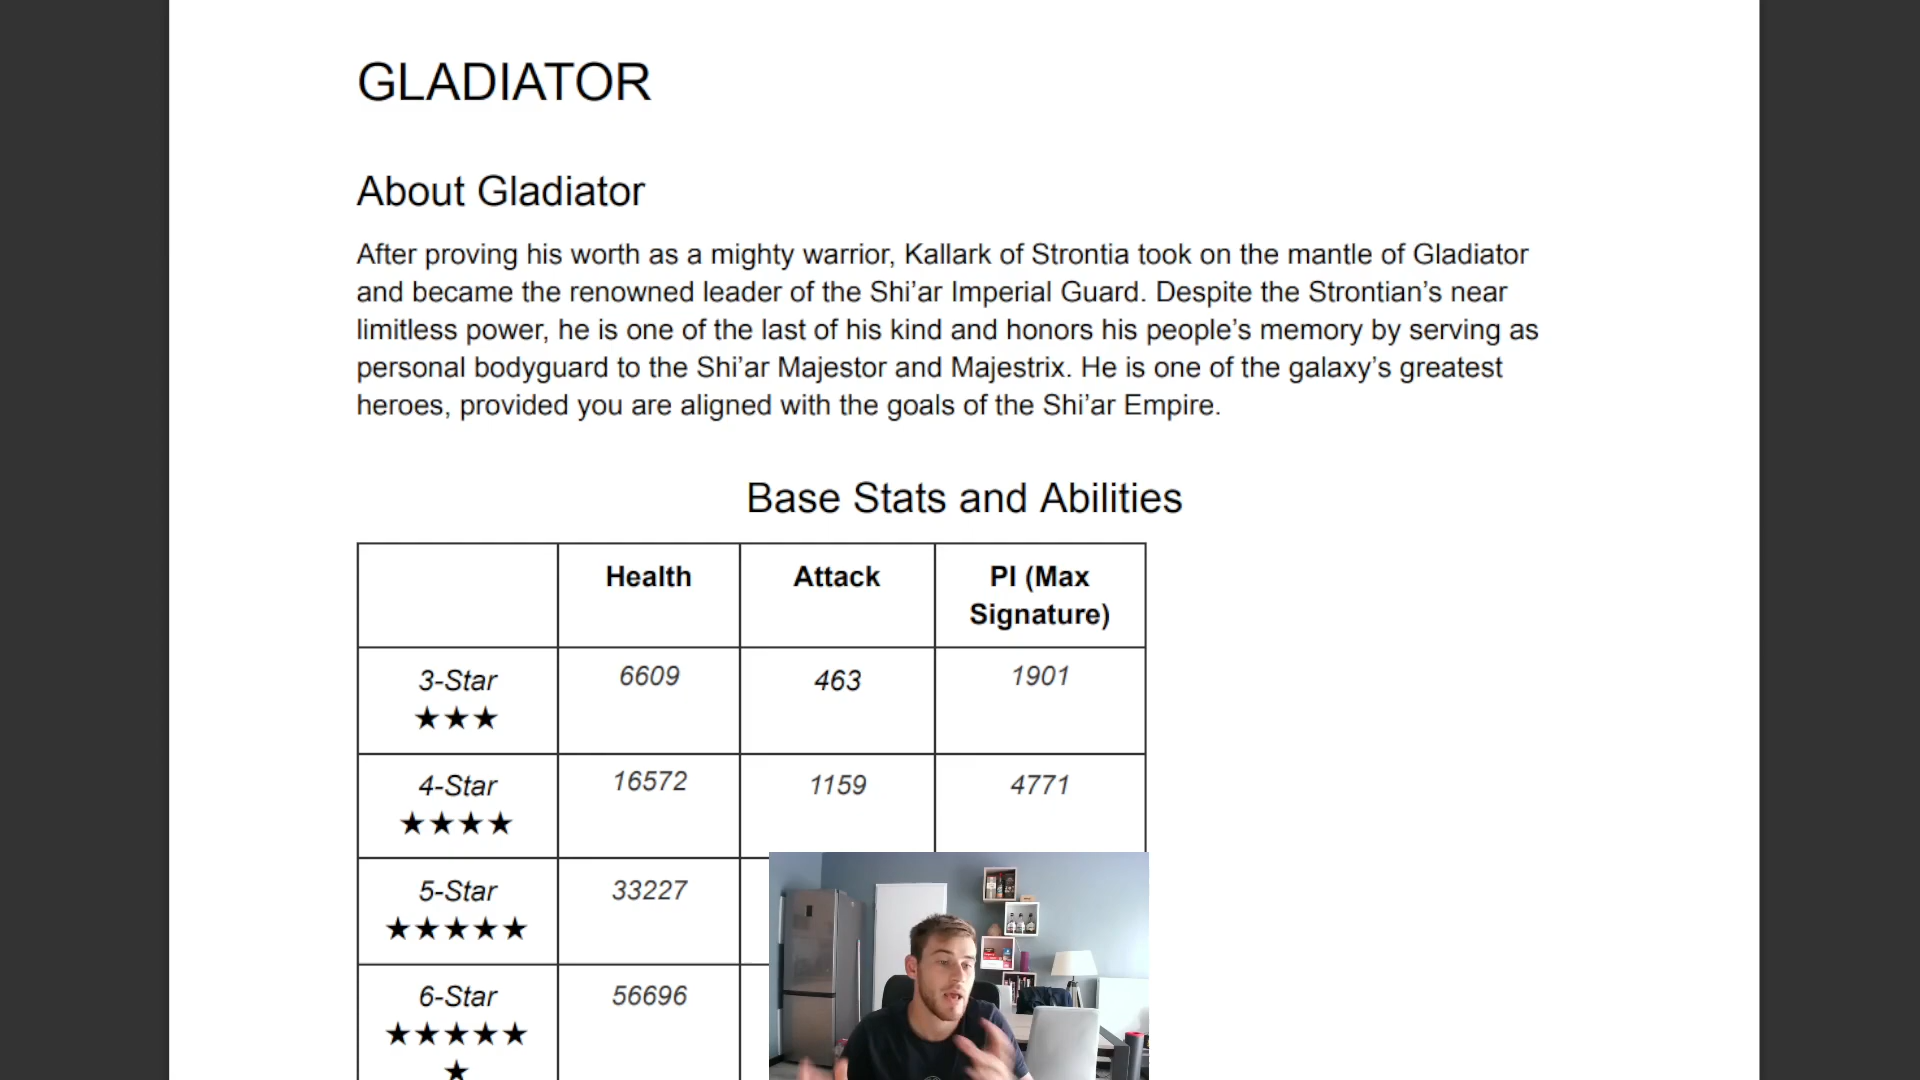 GLADIATOR
About Gladiator
After proving his worth as a mighty warrior, Kallark of Strontia took on the mantle of Gladiator
and became the renowned leader of the Shi’ar Imperial Guard. Despite the Strontian’s near
limitless power, he is one of the last of his kind and honors his people’s memory by serving as
personal bodyguard to the Shi’ar Majestor and Majestrix. He is one of the galaxy’s greatest
heroes, provided you are aligned with the goals of the Shi’ar Empire.
Base Stats and Abilities
Health Attack PI (Max
Signature)
3-Star 6609 463 1901
★★★
4-Star 16572 1159 4771
★★★★
5-Star 33227
★★★★★
6-Star 56696
★★★★★
★